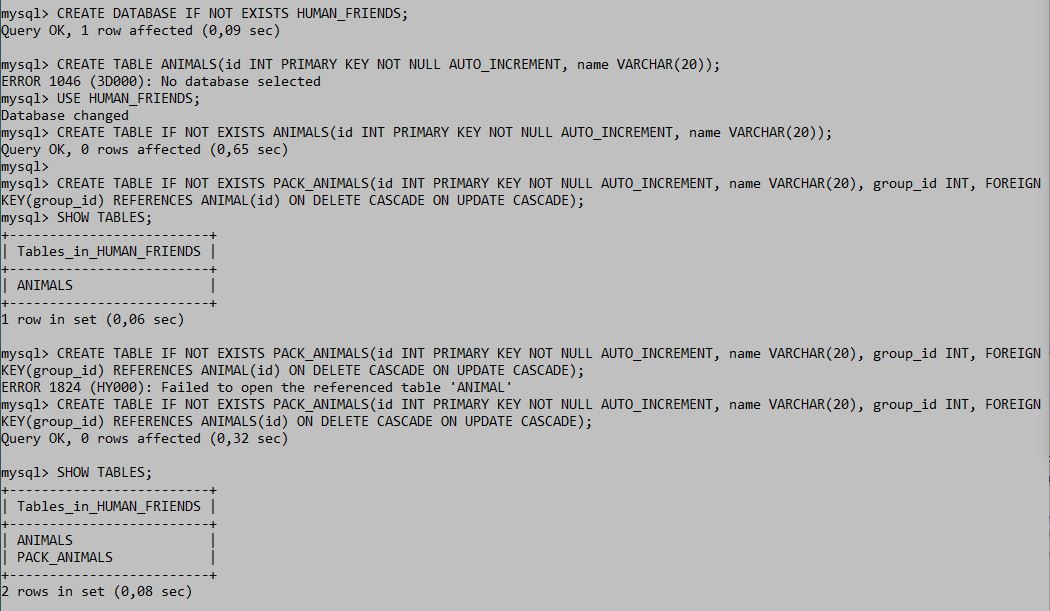 mysql> CREATE DATABASE IF NOT EXISTS HUMAN_FRIENDS;
Query OK, 1 row affected (0,09 sec)
mysql> CREATE TABLE ANIMALS(id INT PRIMARY KEY NOT NULL AUTO_INCREMENT, name VARCHAR(20));
ERROR 1046 (3D000): No database selected
mysql> USE HUMAN_FRIENDS;
Database changed
mysql> CREATE TABLE IF NOT EXISTS ANIMALS(id INT PRIMARY KEY NOT NULL AUTO_INCREMENT, name VARCHAR(20));
Query OK, 0 rows affected (0,65 sec)
mysql>
mysql> CREATE TABLE IF NOT EXISTS PACK_ANIMALS(id INT PRIMARY KEY NOT NULL AUTO_INCREMENT, name VARCHAR(20), group_id INT, FOREIGN
KEY(group_id) REFERENCES ANIMAL(id) ON DELETE CASCADE ON UPDATE CASCADE);
mysql> SHOW TABLES;
+-------------------------+
| Tables_in_HUMAN_FRIENDS |
+-------------------------+
| ANIMALS                 |
+-------------------------+
1 row in set (0,06 sec)
mysql> CREATE TABLE IF NOT EXISTS PACK_ANIMALS(id INT PRIMARY KEY NOT NULL AUTO_INCREMENT, name VARCHAR(20), group_id INT, FOREIGN
KEY(group_id) REFERENCES ANIMAL(id) ON DELETE CASCADE ON UPDATE CASCADE);
ERROR 1824 (HY000): Failed to open the referenced table 'ANIMAL'
mysql> CREATE TABLE IF NOT EXISTS PACK_ANIMALS(id INT PRIMARY KEY NOT NULL AUTO_INCREMENT, name VARCHAR(20), group_id INT, FOREIGN
KEY(group_id) REFERENCES ANIMALS(id) ON DELETE CASCADE ON UPDATE CASCADE);
Query OK, 0 rows affected (0,32 sec)
mysql> SHOW TABLES;
+-------------------------+
| Tables_in_HUMAN_FRIENDS |
+-------------------------+
| ANIMALS                 |
| PACK_ANIMALS            |
+-------------------------+
2 rows in set (0,08 sec)